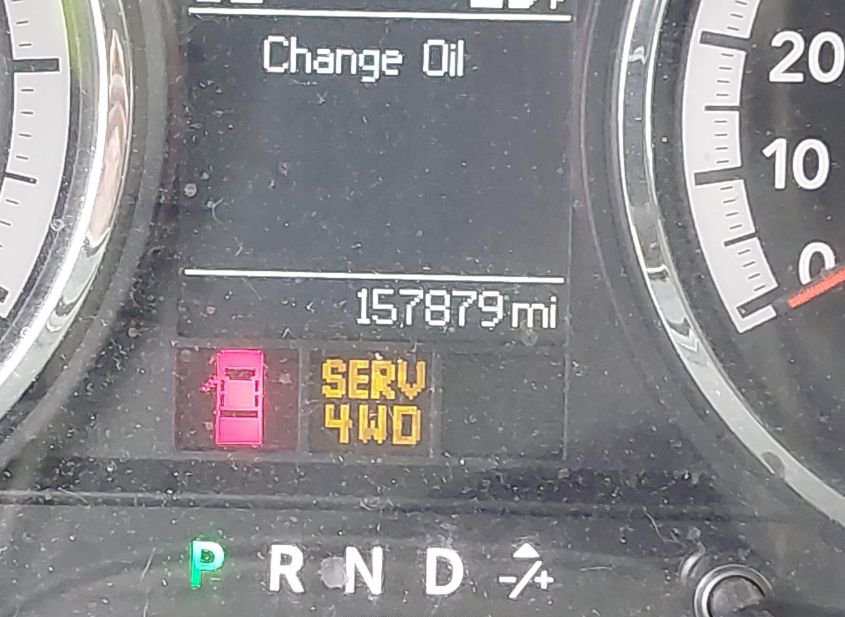 Change Oil
20
10
0
157879 mi
SERV
4WD
P R N D -/+